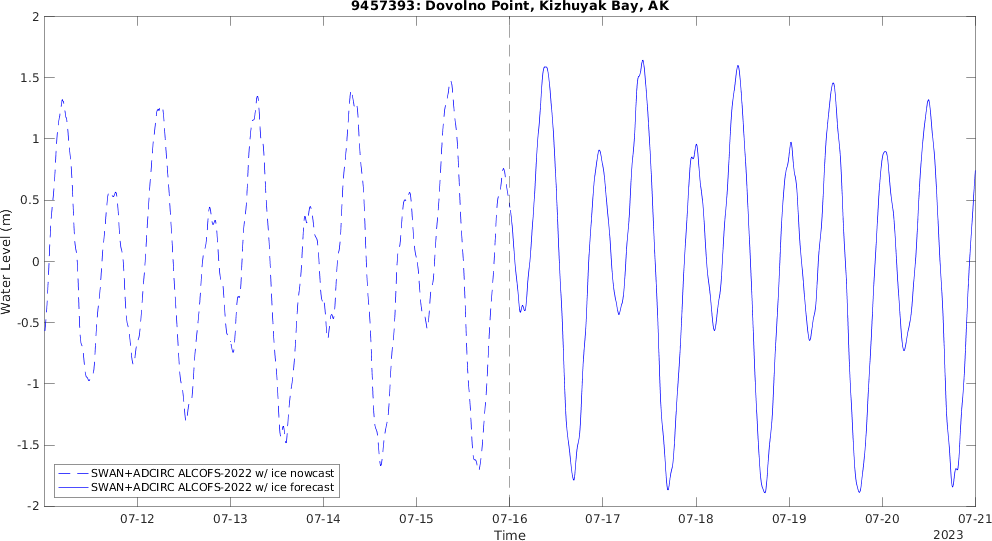 9457393: Dovolno Point, Kizhuyak Bay, AK
Water Level (m)
2
1.5
1
0.5
0
-0.5
-1
-1.5
-2
SWAN+ADCIRC ALCOFS-2022 w/ ice nowcast
SWAN+ADCIRC ALCOFS-2022 w/ ice forecast
07-12 07-13 07-14 07-15 07-16 07-17 07-18 07-19 07-20 07-21
Time
2023